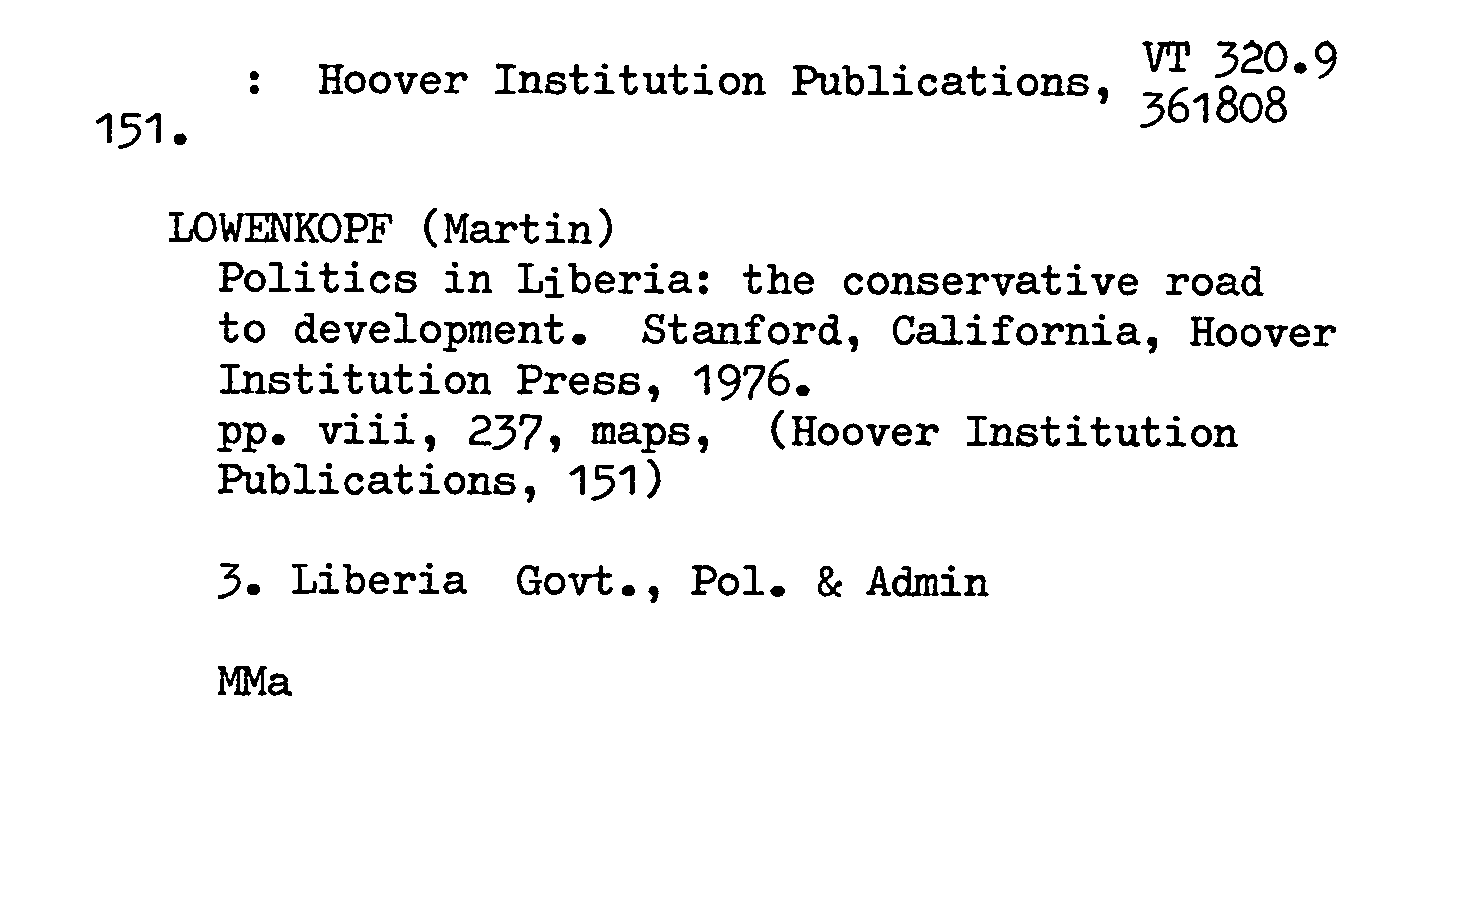 : Hoover Institution Publications,
151.
VT 320.9
361808
LOWENKOPF (Martin)
Politics in Liberia: the conservative road
to development. Stanford, California, Hoover
Institution Press, 1976.
pp. viii, 237, maps, (Hoover Institution
Publications, 151)
3. Liberia Govt., Pol. & Admin
MMa